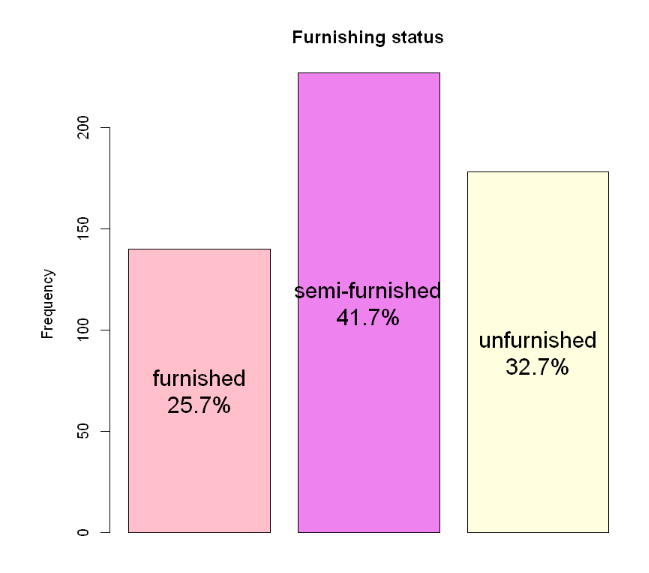 Furnishing status
Frequency
200
150
100
50
0
furnished
25.7%
semi-furnished
41.7%
unfurnished
32.7%